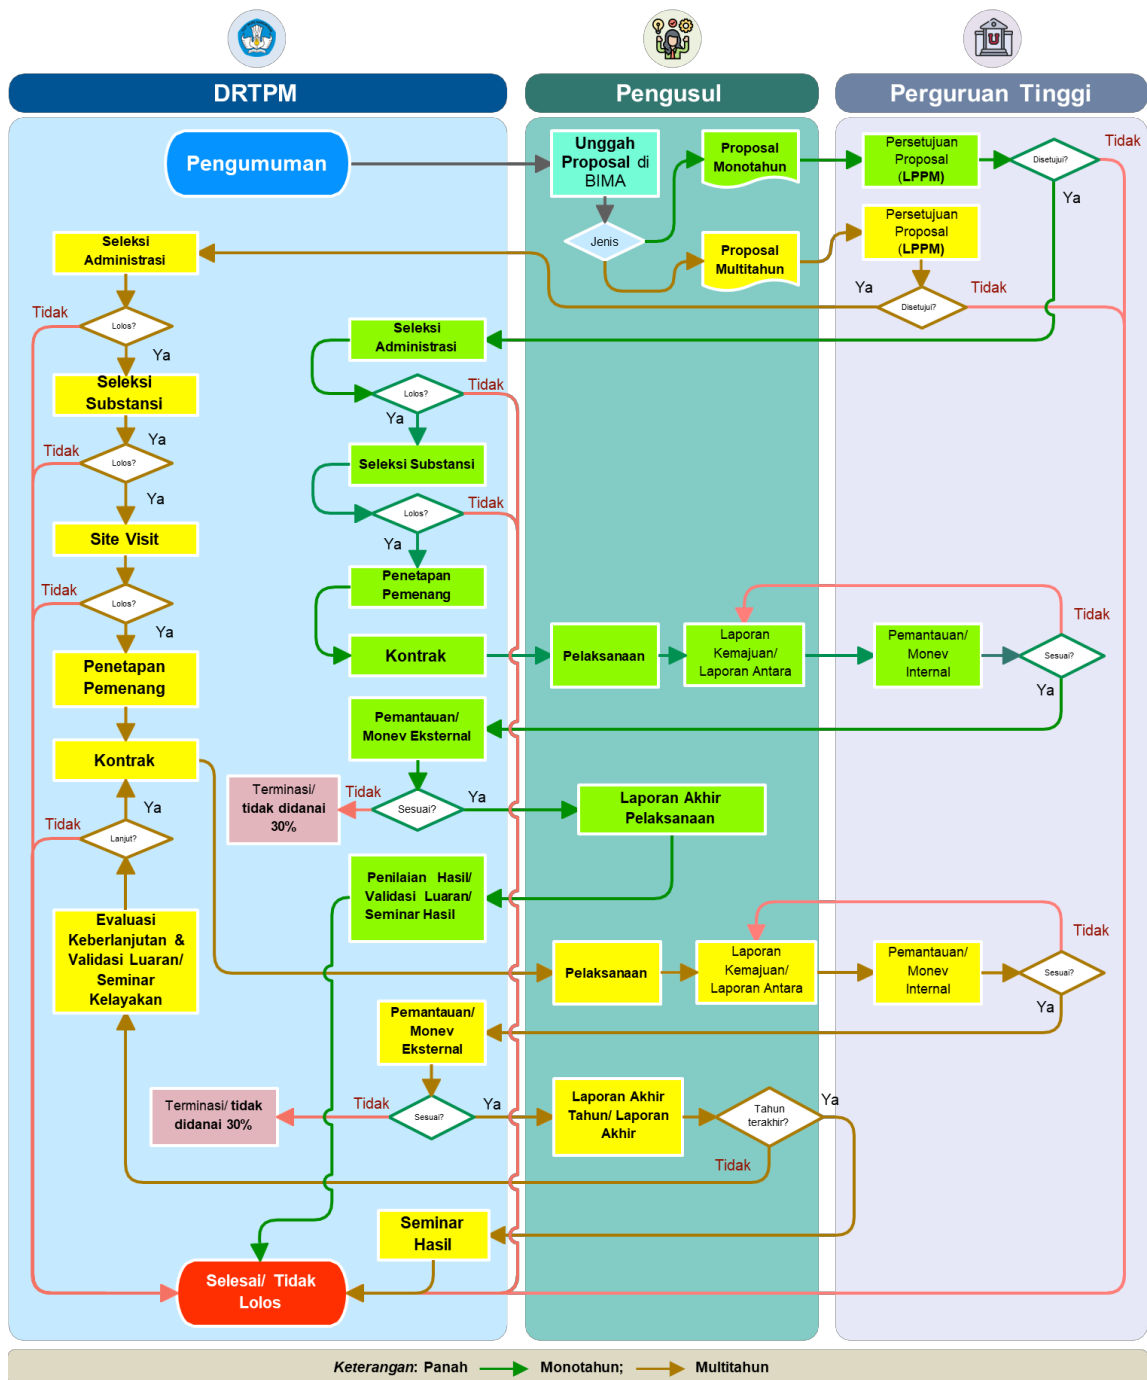 DRTPM
Pengusul
Perguruan Tinggi
Pengumuman
Unggah
Proposal di
BIMA
Jenis
Proposal
Monotahun
Proposal
Multitahun
Persetujuan
Proposal
(LPPM)
Disetujui?
Tidak
Ya
Persetujuan
Proposal
(LPPM)
Disetujui?
Ya
Tidak
Seleksi
Administrasi
Lolos?
Tidak
Ya
Seleksi
Substansi
Ya
Lolos?
Tidak
Ya
Site Visit
Lolos?
Tidak
Ya
Penetapan
Pemenang
Kontrak
Ya
Lanjut?
Tidak
Evaluasi
Keberlanjutan &
Validasi Luaran/
Seminar
Kelayakan
Seleksi
Administrasi
Lolos?
Tidak
Ya
Seleksi Substansi
Lolos?
Tidak
Ya
Penetapan
Pemenang
Kontrak
Pelaksanaan
Laporan
Kemajuan/
Laporan Antara
Pemantauan/
Monev
Internal
Sesuai?
Tidak
Ya
Pemantauan/
Monev Eksternal
Sesuai?
Tidak
Ya
Terminasi/
tidak didanai
30%
Laporan Akhir
Pelaksanaan
Penilaian Hasil/
Validasi Luaran/
Seminar Hasil
Pelaksanaan
Laporan
Kemajuan/
Laporan Antara
Pemantauan/
Monev
Internal
Sesuai?
Tidak
Ya
Pemantauan/
Monev
Eksternal
Sesuai?
Tidak
Ya
Terminasi/ tidak
didanai 30%
Laporan Akhir
Tahun/ Laporan
Akhir
Tahun
terakhir?
Ya
Tidak
Seminar
Hasil
Selesai/ Tidak
Lolos
Keterangan: Panah Monotahun; Multitahun